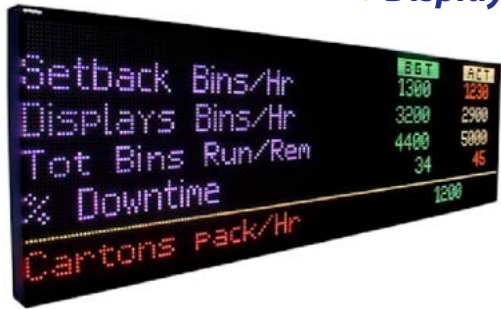 Display
BGT ACT
Setback Bins/Hr 1300 1230
Displays Bins/Hr 3200 2900
Tot Bins Run/Rem 4400 5000
% Downtime 34 45
Cartons pack/Hr 1200